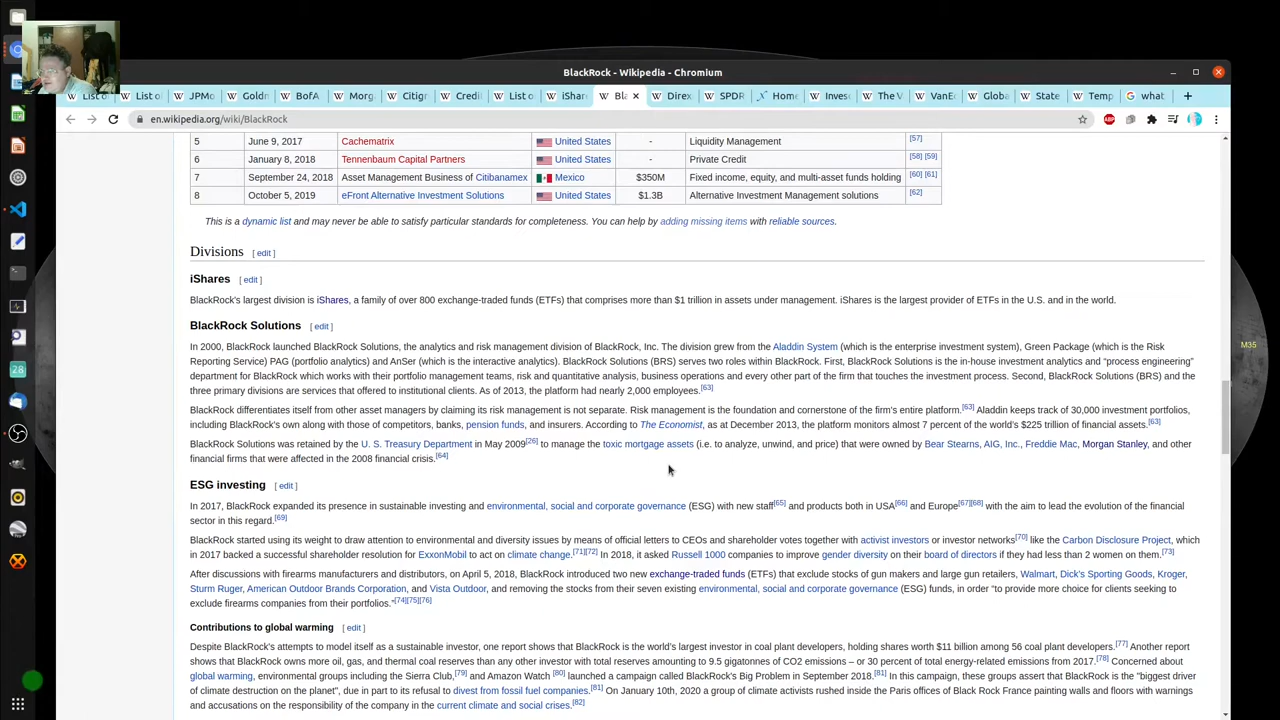 BlackRock - Wikipedia - Chromium
List o
List o
JPMo
Goldn
BofA
Morg
Citigr
Credi
List o
iShare
Bla
Direx
SPDR
Home
Inves
The V
VanEc
Globa
State
Temp
what
en.wikipedia.org/wiki/BlackRock
5 June 9, 2017 Cachematrix United States - Liquidity Management [57]
6 January 8, 2018 Tennenbaum Capital Partners United States - Private Credit [58] [59]
7 September 24, 2018 Asset Management Business of Citibanamex Mexico $350M Fixed income, equity, and multi-asset funds holding [60] [61]
8 October 5, 2019 eFront Alternative Investment Solutions United States $1.3B Alternative Investment Management solutions [62]
This is a dynamic list and may never be able to satisfy particular standards for completeness. You can help by adding missing items with reliable sources.
Divisions [ edit ]
iShares [ edit ]
BlackRock's largest division is iShares, a family of over 800 exchange-traded funds (ETFs) that comprises more than $1 trillion in assets under management. iShares is the largest provider of ETFs in the U.S. and in the world.
BlackRock Solutions [ edit ]
In 2000, BlackRock launched BlackRock Solutions, the analytics and risk management division of BlackRock, Inc. The division grew from the Aladdin System (which is the enterprise investment system), Green Package (which is the Risk
Reporting Service) PAG (portfolio analytics) and AnSer (which is the interactive analytics). BlackRock Solutions (BRS) serves two roles within BlackRock. First, BlackRock Solutions is the in-house investment analytics and "process engineering"
department for BlackRock which works with their portfolio management teams, risk and quantitative analysis, business operations and every other part of the firm that touches the investment process. Second, BlackRock Solutions (BRS) and the
three primary divisions are services that offered to institutional clients. As of 2013, the platform had nearly 2,000 employees.[63]
BlackRock differentiates itself from other asset managers by claiming its risk management is not separate. Risk management is the foundation and cornerstone of the firm's entire platform.[63] Aladdin keeps track of 30,000 investment portfolios,
including BlackRock's own along with those of competitors, banks, pension funds, and insurers. According to The Economist, as at December 2013, the platform monitors almost 7 percent of the world's $225 trillion of financial assets.[63]
BlackRock Solutions was retained by the U. S. Treasury Department in May 2009[26] to manage the toxic mortgage assets (i.e. to analyze, unwind, and price) that were owned by Bear Stearns, AIG, Inc., Freddie Mac, Morgan Stanley, and other
financial firms that were affected in the 2008 financial crisis.[64]
ESG investing [ edit ]
In 2017, BlackRock expanded its presence in sustainable investing and environmental, social and corporate governance (ESG) with new staff[65] and products both in USA[66] and Europe[67][68] with the aim to lead the evolution of the financial
sector in this regard.[69]
BlackRock started using its weight to draw attention to environmental and diversity issues by means of official letters to CEOs and shareholder votes together with activist investors or investor networks[70] like the Carbon Disclosure Project, which
in 2017 backed a successful shareholder resolution for ExxonMobil to act on climate change.[71][72] In 2018, it asked Russell 1000 companies to improve gender diversity on their board of directors if they had less than 2 women on them.[73]
After discussions with firearms manufacturers and distributors, on April 5, 2018, BlackRock introduced two new exchange-traded funds (ETFs) that exclude stocks of gun makers and large gun retailers, Walmart, Dick's Sporting Goods, Kroger,
Sturm Ruger, American Outdoor Brands Corporation, and Vista Outdoor, and removing the stocks from their seven existing environmental, social and corporate governance (ESG) funds, in order "to provide more choice for clients seeking to
exclude firearms companies from their portfolios."[74][75][76]
Contributions to global warming [ edit ]
Despite BlackRock's attempts to model itself as a sustainable investor, one report shows that BlackRock is the world's largest investor in coal plant developers, holding shares worth $11 billion among 56 coal plant developers.[77] Another report
shows that BlackRock owns more oil, gas, and thermal coal reserves than any other investor with total reserves amounting to 9.5 gigatonnes of CO2 emissions – or 30 percent of total energy-related emissions from 2017.[78] Concerned about
global warming, environmental groups including the Sierra Club,[79] and Amazon Watch [80] launched a campaign called BlackRock's Big Problem in September 2018.[81] In this campaign, these groups assert that BlackRock is the "biggest driver
of climate destruction on the planet", due in part to its refusal to divest from fossil fuel companies.[81] On January 10th, 2020 a group of climate activists rushed inside the Paris offices of Black Rock France painting walls and floors with warnings
and accusations on the responsibility of the company in the current climate and social crises.[82]
M35
28
ABP